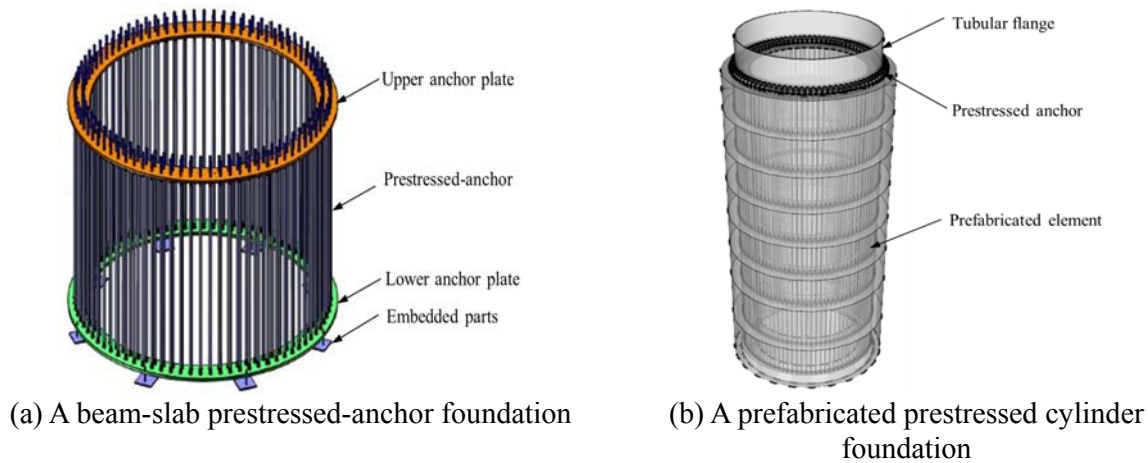 Upper anchor plate
Prestressed-anchor
Lower anchor plate
Embedded parts
(a) A beam-slab prestressed-anchor foundation
Tubular flange
Prestressed anchor
Prefabricated element
(b) A prefabricated prestressed cylinder
foundation